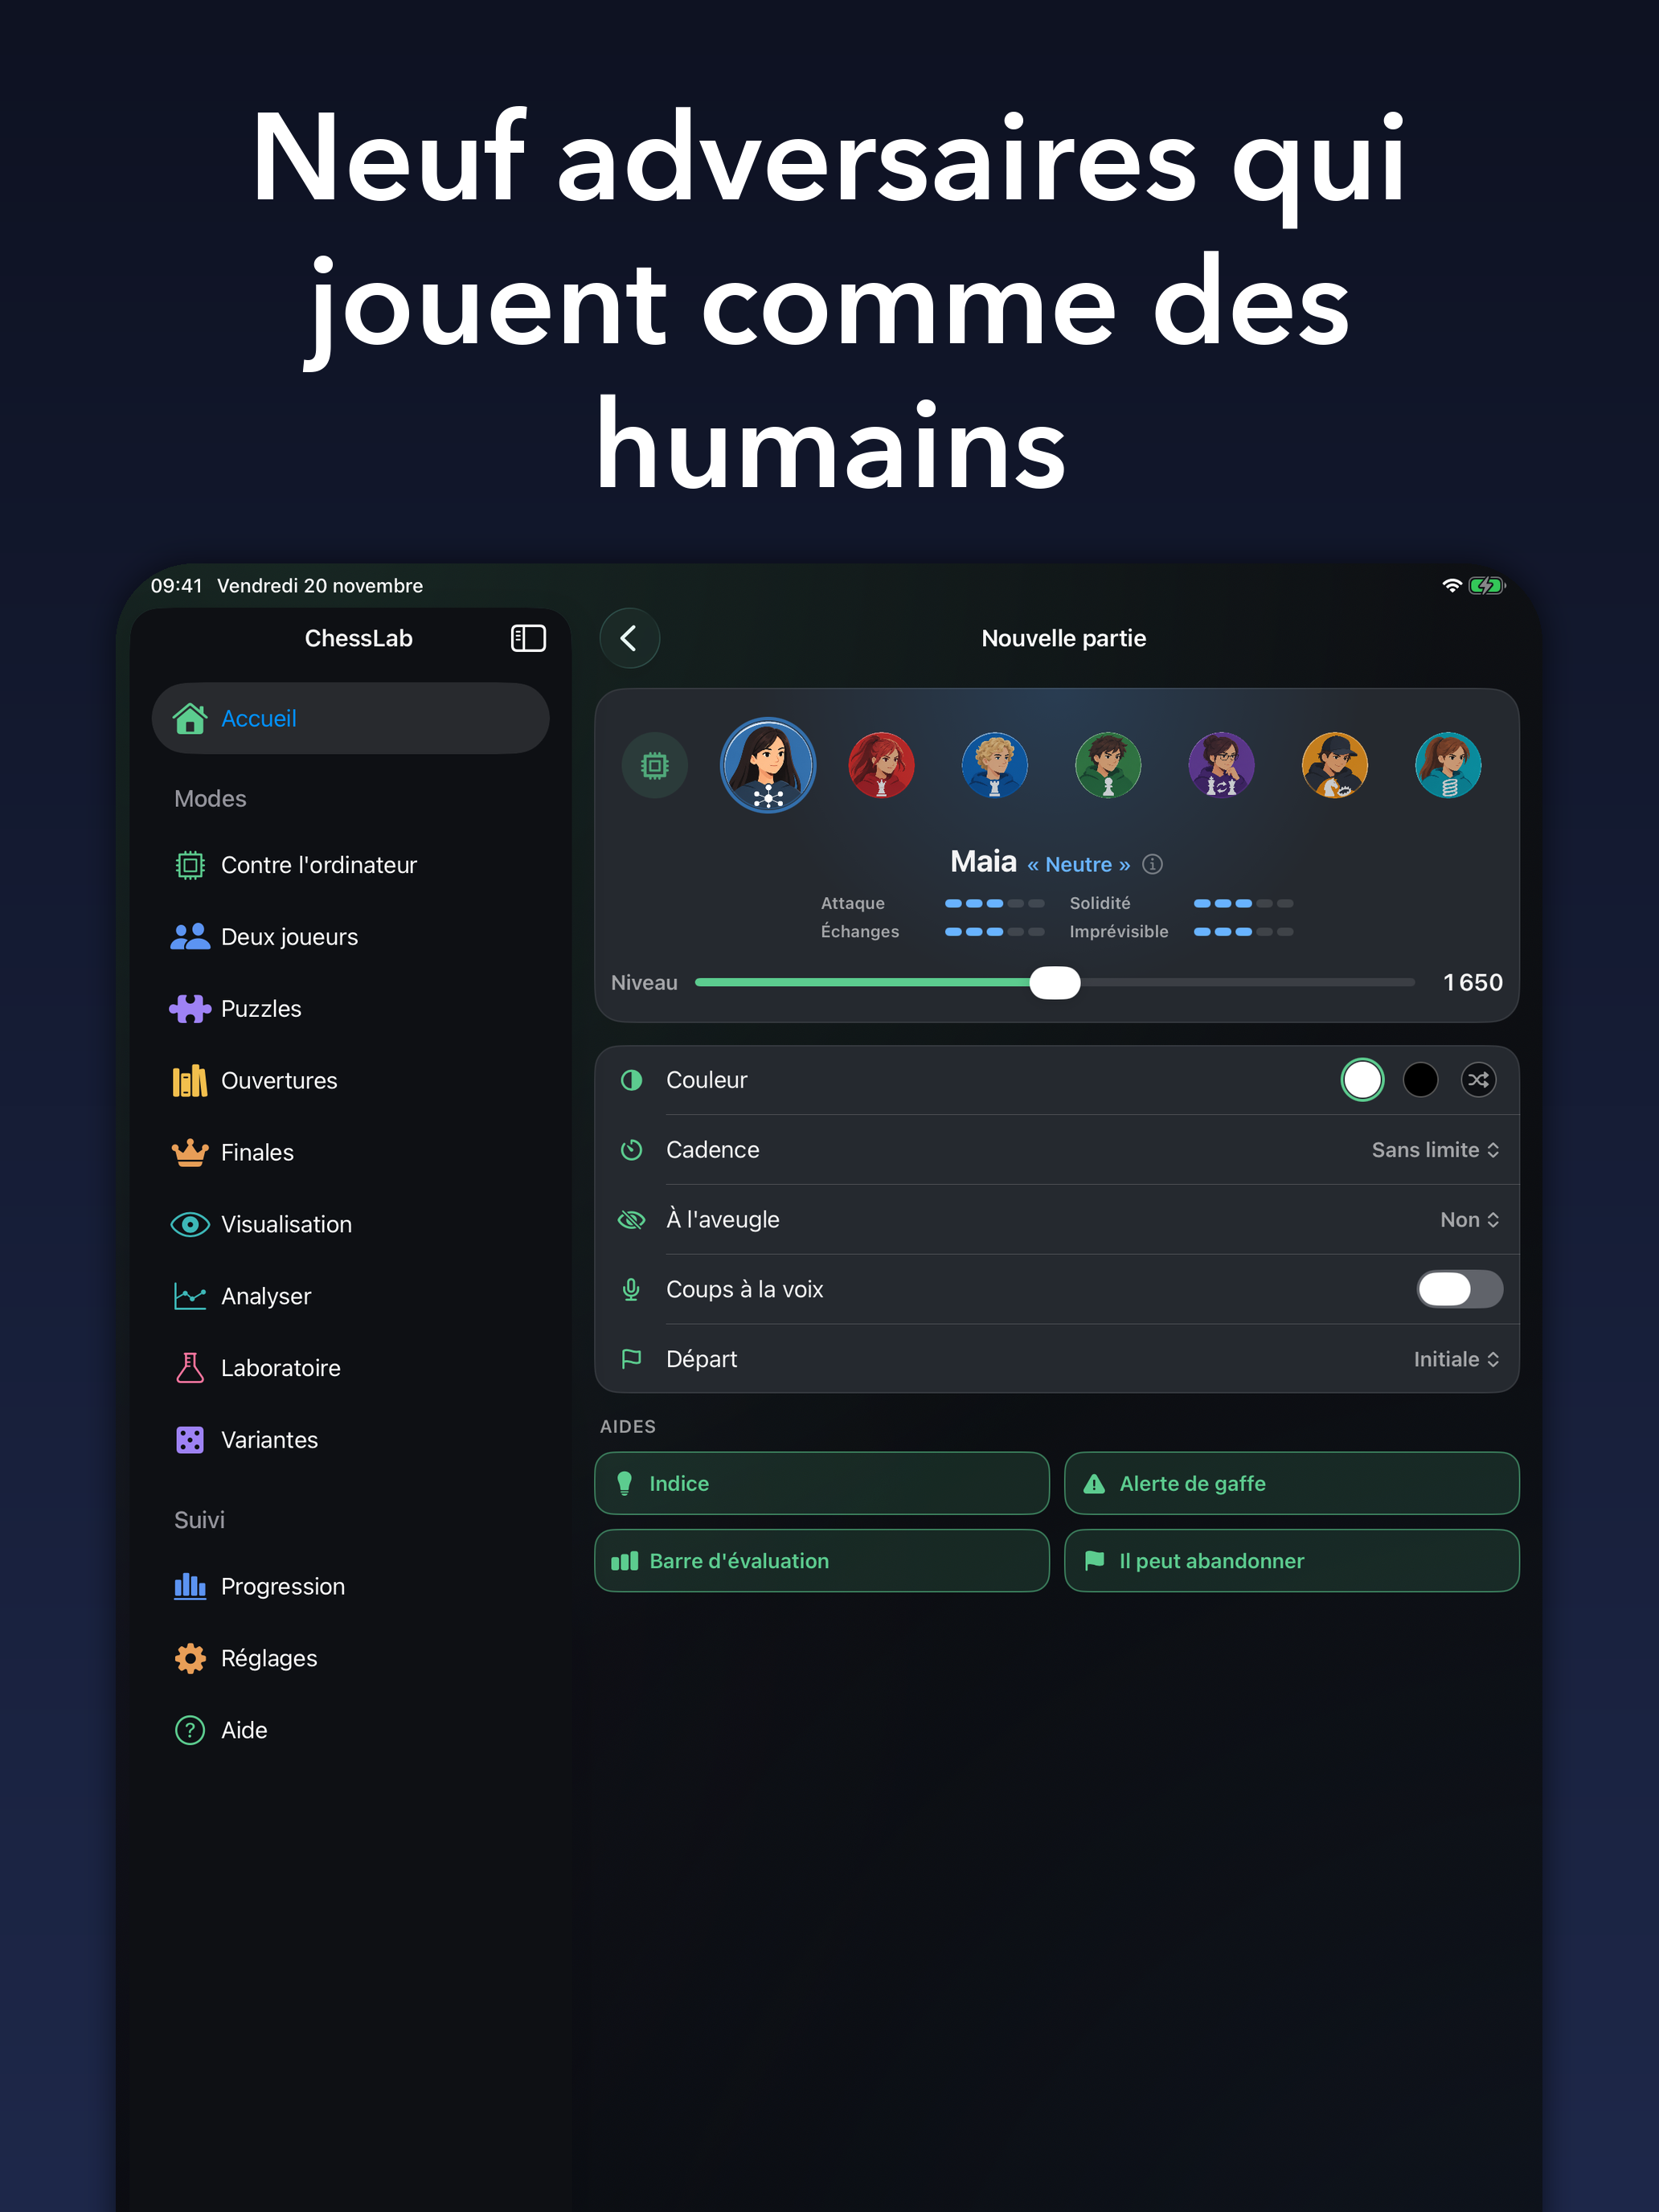 Neuf adversaires qui
jouent comme des
humains
09:41 Vendredi 20 novembre
ChessLab
Accueil
Modes
Contre l'ordinateur
Deux joueurs
Puzzles
Ouvertures
Finales
Visualisation
Analyser
Laboratoire
Variantes
Suivi
Progression
Réglages
Aide
Nouvelle partie
Maia « Neutre »
Attaque
Solidité
Échanges
Imprévisible
Niveau 1 650
Couleur
Cadence Sans limite
À l'aveugle Non
Coups à la voix
Départ Initiale
AIDES
Indice
Alerte de gaffe
Barre d'évaluation
Il peut abandonner